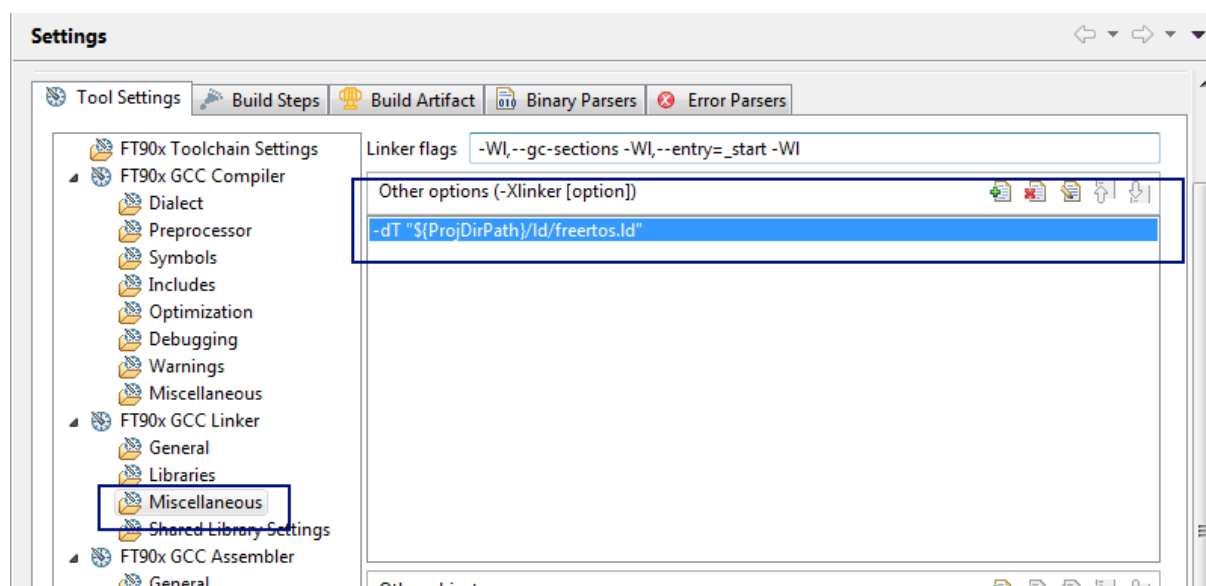 Settings
Tool Settings Build Steps Build Artifact Binary Parsers Error Parsers
FT90x Toolchain Settings
FT90x GCC Compiler
Dialect
Preprocessor
Symbols
Includes
Optimization
Debugging
Warnings
Miscellaneous
FT90x GCC Linker
General
Libraries
Miscellaneous
Shared Library Settings
FT90x GCC Assembler
General
Linker flags -Wl,--gc-sections -Wl,--entry=_start -Wl
Other options (-Xlinker [option])
-dT "${ProjDirPath}/ld/freertos.ld"